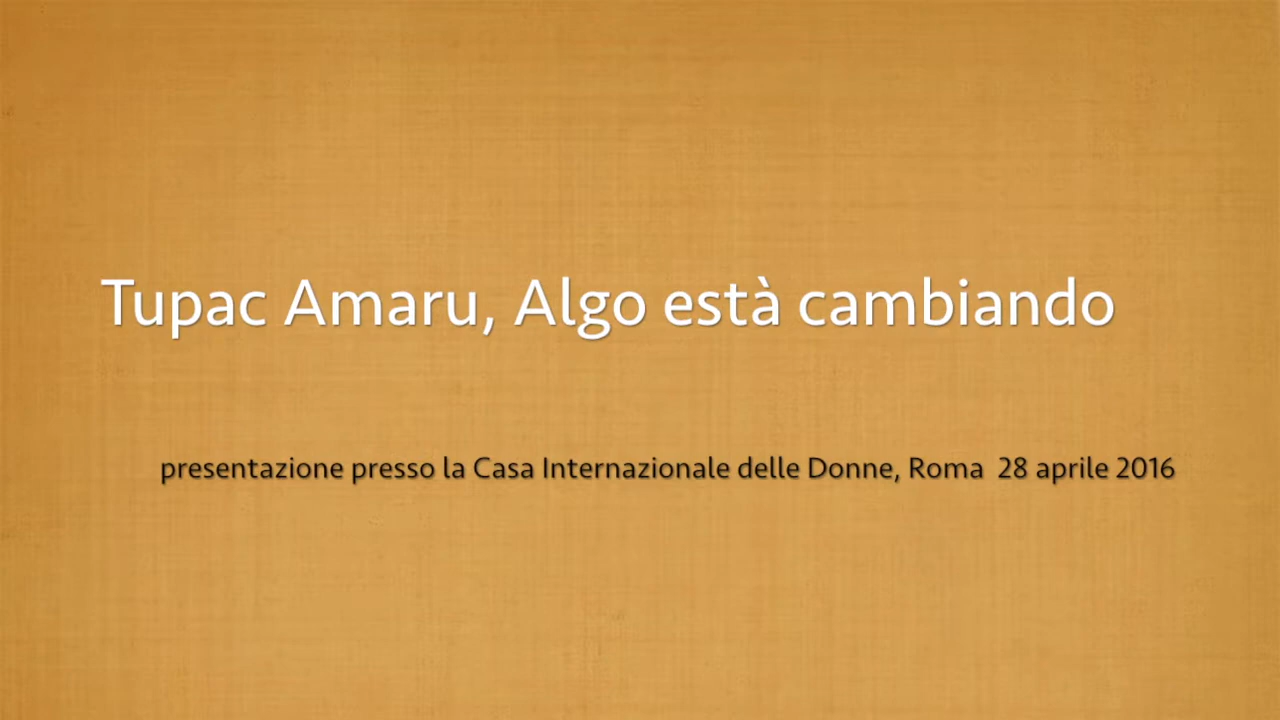 Tupac Amaru, Algo està cambiando
presentazione presso la Casa Internazionale delle Donne, Roma  28 aprile 2016